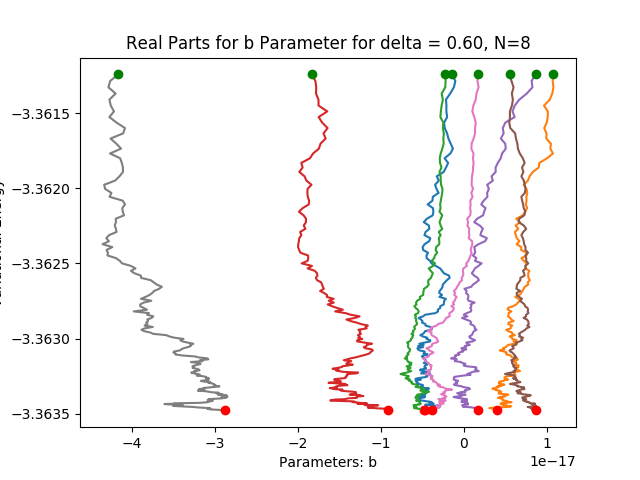 Real Parts for b Parameter for delta = 0.60, N=8
−3.3615
−3.3620
−3.3625
−3.3630
−3.3635
−4 −3 −2 −1 0 1
1e−17
Parameters: b